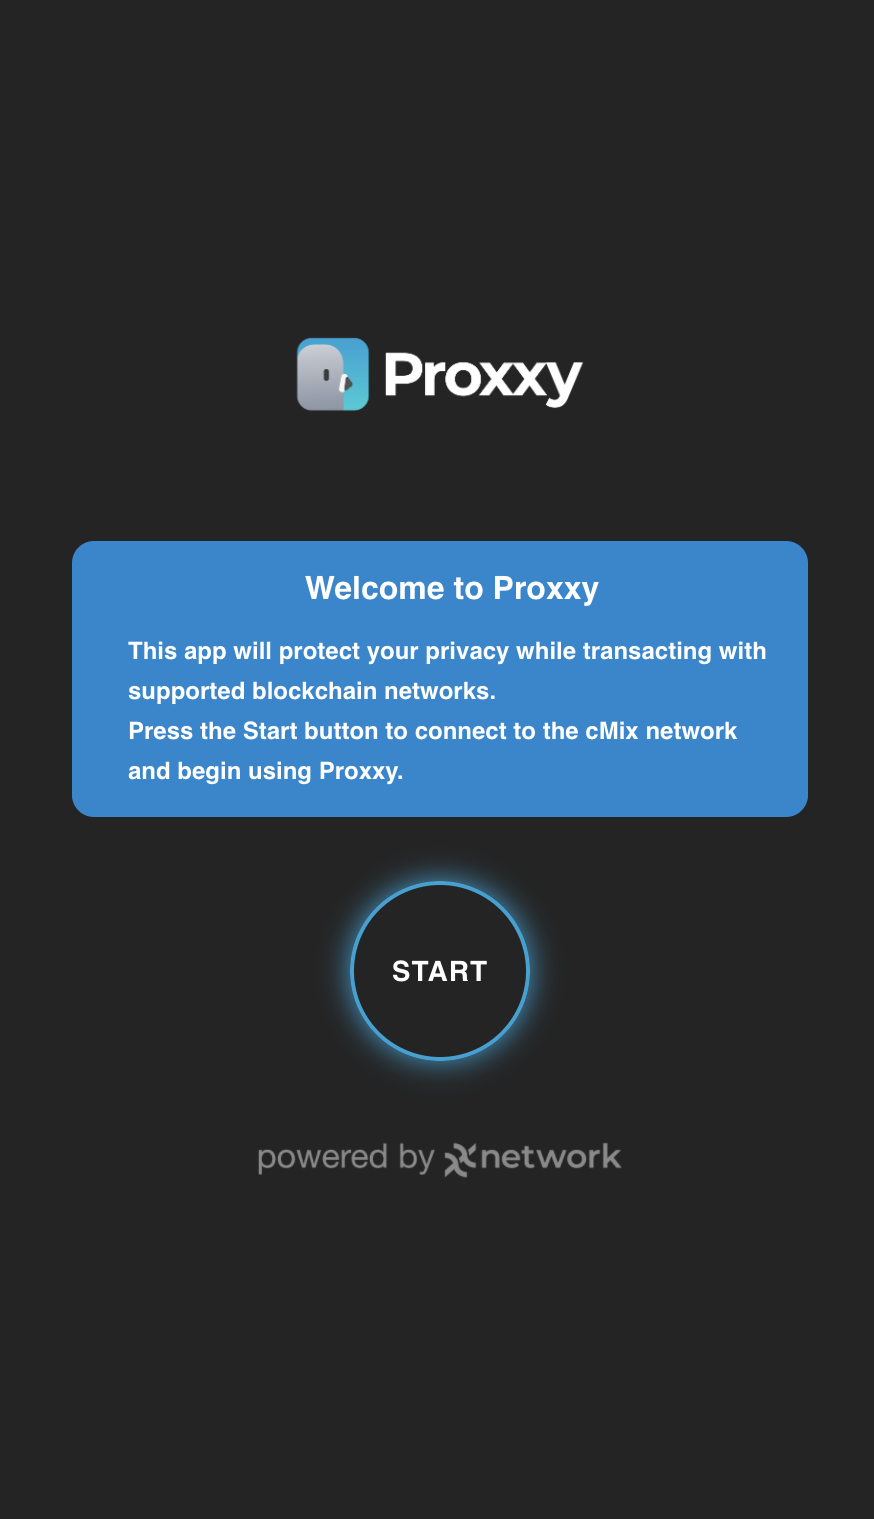 Proxxy
Welcome to Proxxy
This app will protect your privacy while transacting with
supported blockchain networks.
Press the Start button to connect to the cMix network
and begin using Proxxy.
START
powered by xx network